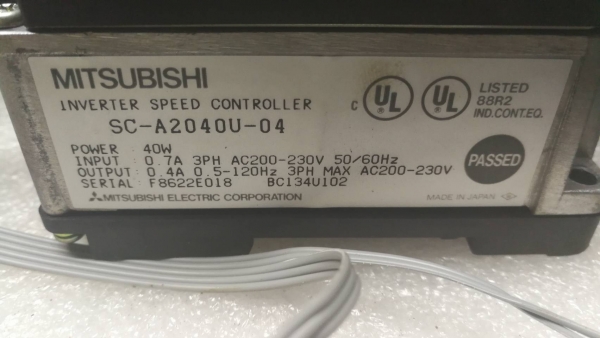 MITSUBISHI
INVERTER SPEED CONTROLLER
SC-A2040U-04
POWER : 40W
INPUT : 0.7A 3PH AC200-230V 50/60Hz
OUTPUT: 0.4A 0.5-120Hz 3PH MAX AC200-230V
SERIAL: F8622E018 BC134U102
MITSUBISHI ELECTRIC CORPORATION
C UL UL
LISTED
88R2
IND.CONT.EQ.
PASSED
MADE IN JAPAN